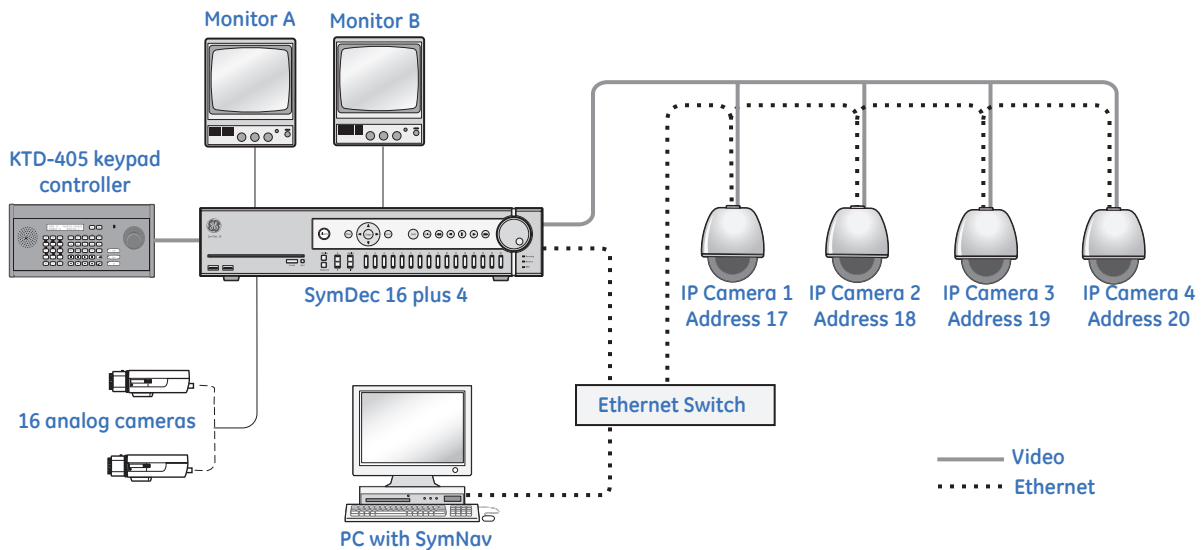 Monitor A
Monitor B
KTD-405 keypad
controller
SymDec 16 plus 4
IP Camera 1
Address 17
IP Camera 2
Address 18
IP Camera 3
Address 19
IP Camera 4
Address 20
16 analog cameras
Ethernet Switch
Video
Ethernet
PC with SymNav